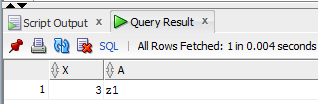 Script Output x Query Result x
SQL | All Rows Fetched: 1 in 0.004 seconds
X A
1 3 z1